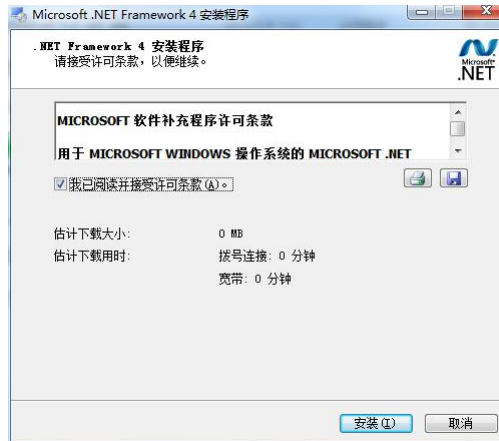 Microsoft .NET Framework 4 安装程序
.NET Framework 4 安装程序
请接受许可条款，以便继续。
Microsoft
.NET
MICROSOFT 软件补充程序许可条款
用于 MICROSOFT WINDOWS 操作系统的 MICROSOFT .NET
我已阅读并接受许可条款(A)。
估计下载大小: 0 MB
估计下载用时: 拨号连接: 0 分钟
宽带: 0 分钟
安装(I) 取消